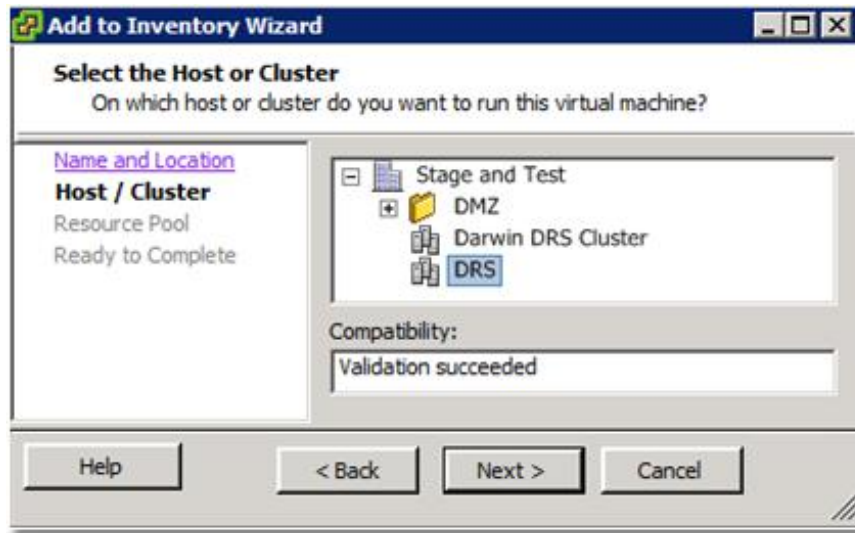 Add to Inventory Wizard
Select the Host or Cluster
On which host or cluster do you want to run this virtual machine?
Name and Location
Host / Cluster
Resource Pool
Ready to Complete
Stage and Test
DMZ
Darwin DRS Cluster
DRS
Compatibility:
Validation succeeded
Help
< Back
Next >
Cancel